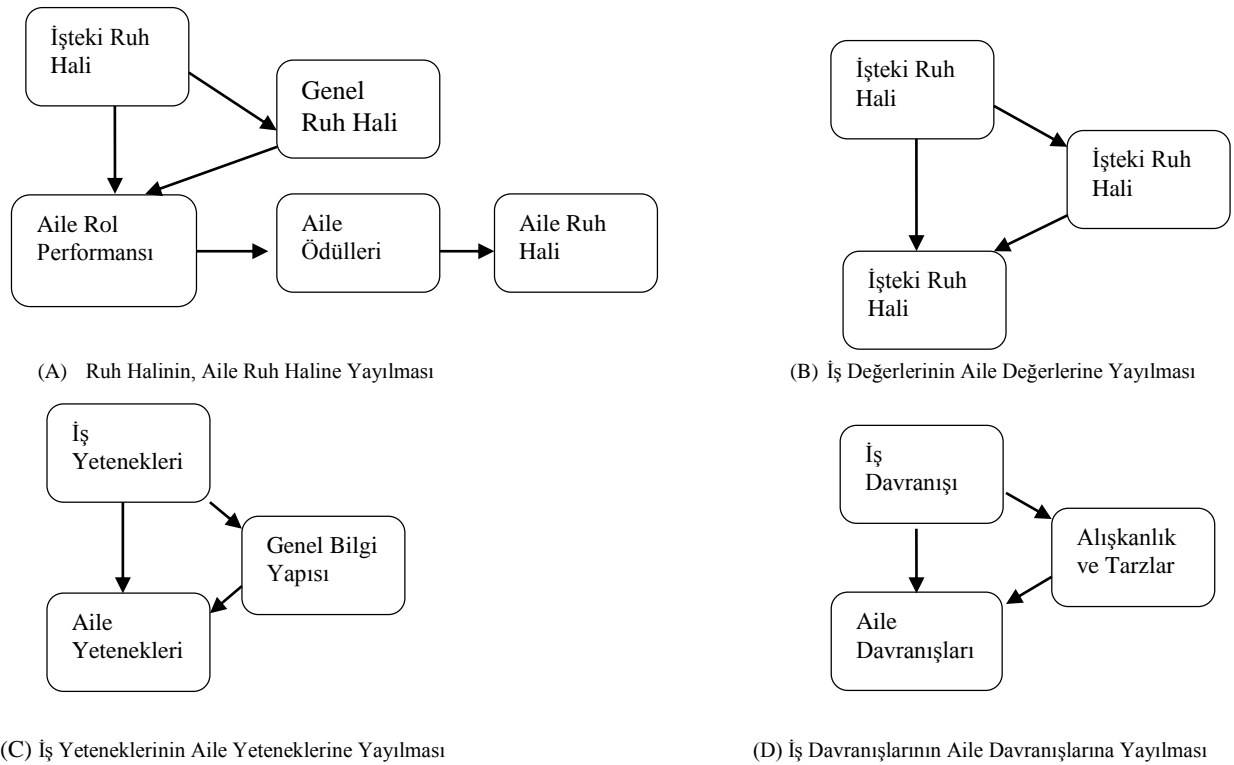 İşteki Ruh
Hali
Genel
Ruh Hali
Aile Rol
Performansı
Aile
Ödülleri
Aile Ruh
Hali
(A) Ruh Halinin, Aile Ruh Haline Yayılması
İşteki Ruh
Hali
İşteki Ruh
Hali
İşteki Ruh
Hali
(B) İş Değerlerinin Aile Değerlerine Yayılması
İş
Yetenekleri
Genel Bilgi
Yapısı
Aile
Yetenekleri
(C) İş Yeteneklerinin Aile Yeteneklerine Yayılması
İş
Davranışı
Alışkanlık
ve Tarzlar
Aile
Davranışları
(D) İş Davranışlarının Aile Davranışlarına Yayılması